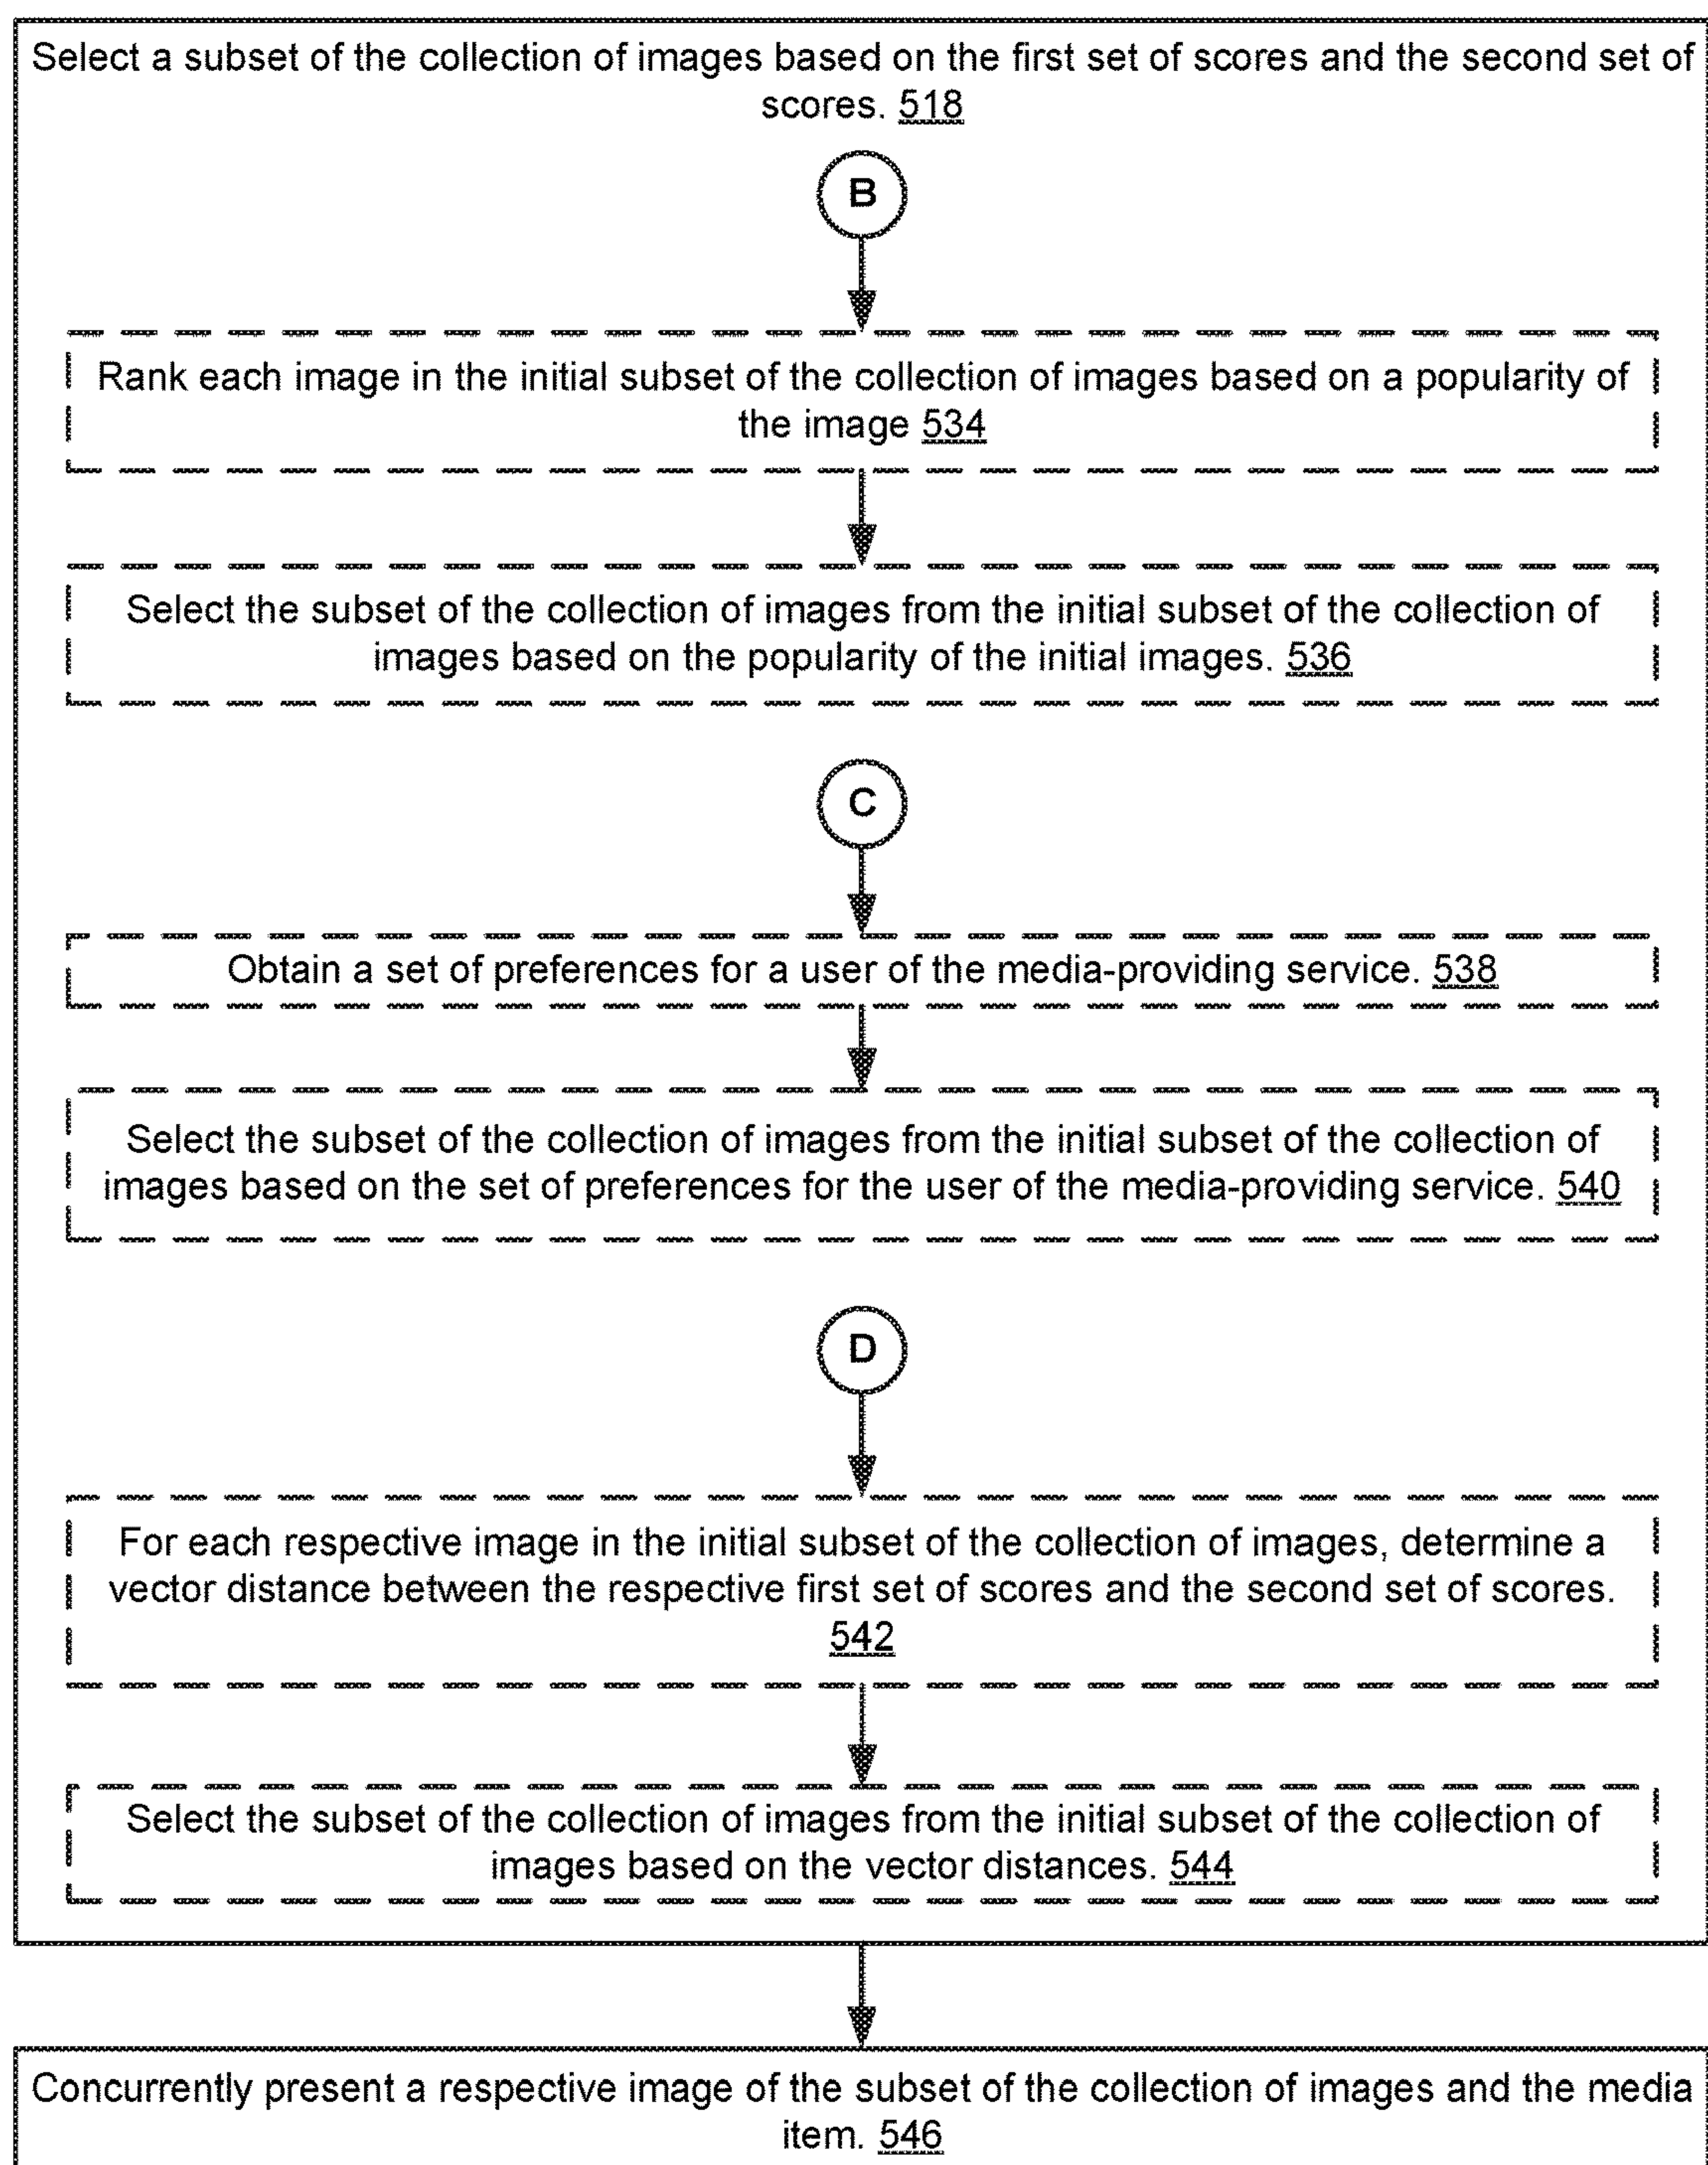 Select a subset of the collection of images based on the first set of scores and the second set of
scores. 518
B
Rank each image in the initial subset of the collection of images based on a popularity of
the image 534
Select the subset of the collection of images from the initial subset of the collection of
images based on the popularity of the initial images. 536
C
Obtain a set of preferences for a user of the media-providing service. 538
Select the subset of the collection of images from the initial subset of the collection of
images based on the set of preferences for the user of the media-providing service. 540
D
For each respective image in the initial subset of the collection of images, determine a
vector distance between the respective first set of scores and the second set of scores.
542
Select the subset of the collection of images from the initial subset of the collection of
images based on the vector distances. 544
Concurrently present a respective image of the subset of the collection of images and the media
item. 546